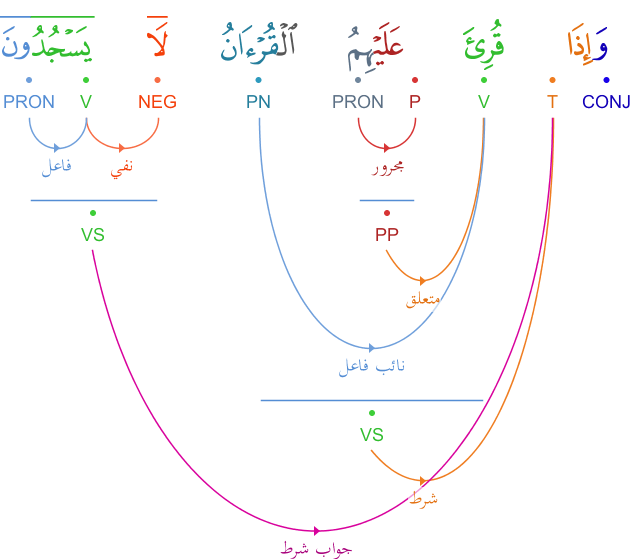 وَإِذَا قُرِئَ عَلَيْهِمُ ٱلْقُرْءَانُ لَا يَسْجُدُونَ
CONJ T V P PRON PN NEG V PRON
فاعل نفي مجرور
VS PP
متعلق
نائب فاعل
VS
شرط
جواب شرط